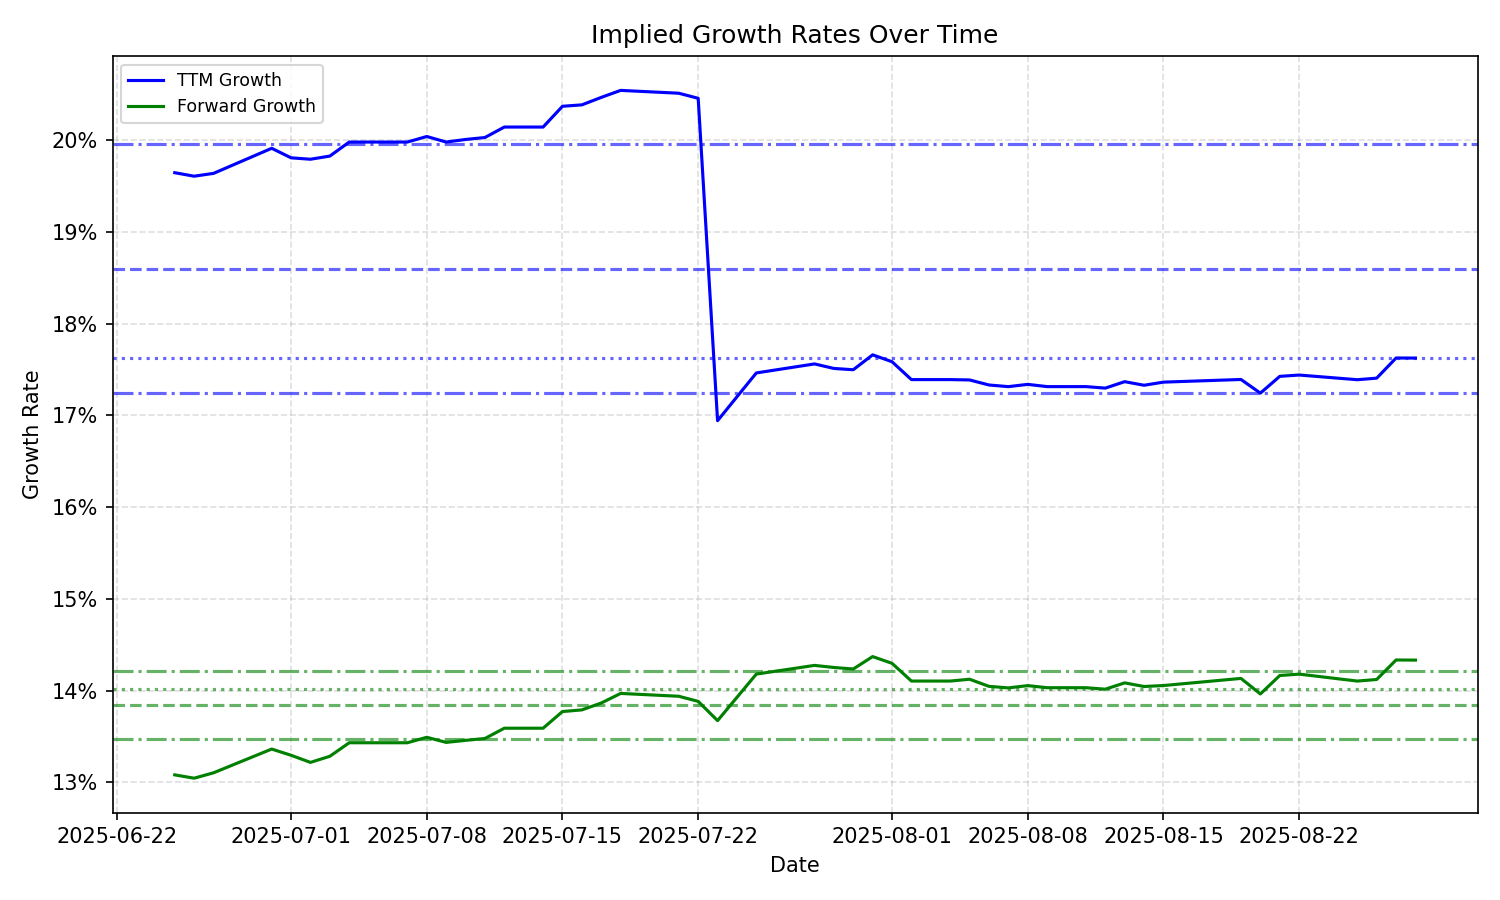 Implied Growth Rates Over Time
TTM Growth
Forward Growth
20%
19%
18%
17%
16%
15%
14%
13%
Growth Rate
2025-06-22 2025-07-01 2025-07-08 2025-07-15 2025-07-22 2025-08-01 2025-08-08 2025-08-15 2025-08-22
Date